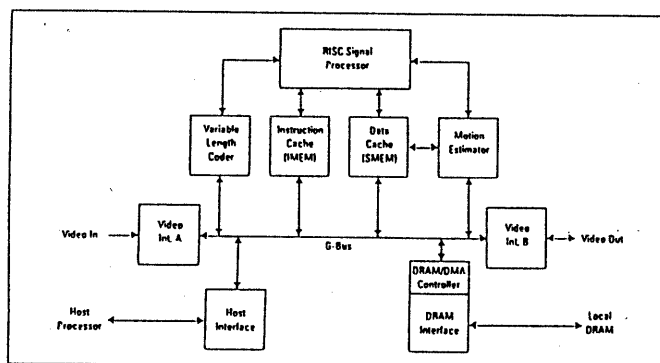 RISC Signal
Processor
Variable
Length
Coder
Instruction
Cache
(IMEM)
Data
Cache
(SMEM)
Motion
Estimator
Video In
Video
Int. A
G-Bus
Video
Int. B
Video Out
DRAM/DMA
Controller
Host
Processor
Host
Interface
DRAM
Interface
Local
DRAM